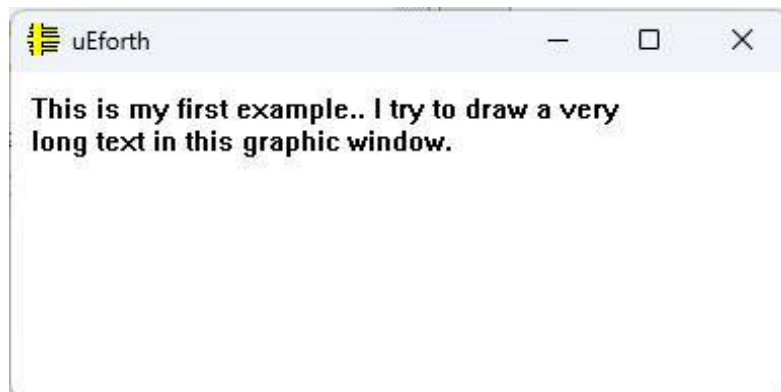 uEforth
This is my first example.. I try to draw a very
long text in this graphic window.